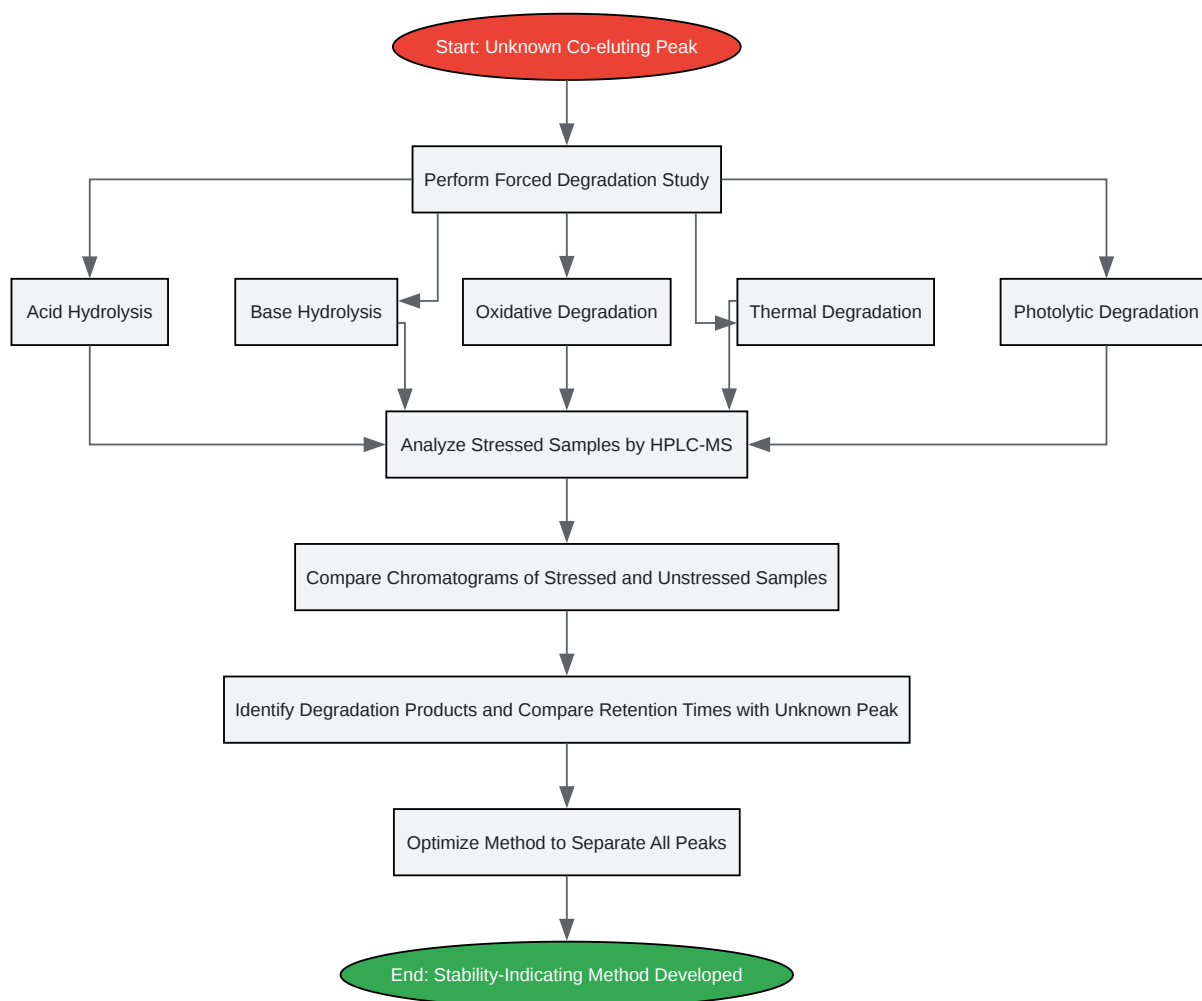 Start: Unknown Co-eluting Peak
Perform Forced Degradation Study
Acid Hydrolysis
Base Hydrolysis
Oxidative Degradation
Thermal Degradation
Photolytic Degradation
Analyze Stressed Samples by HPLC-MS
Compare Chromatograms of Stressed and Unstressed Samples
Identify Degradation Products and Compare Retention Times with Unknown Peak
Optimize Method to Separate All Peaks
End: Stability-Indicating Method Developed